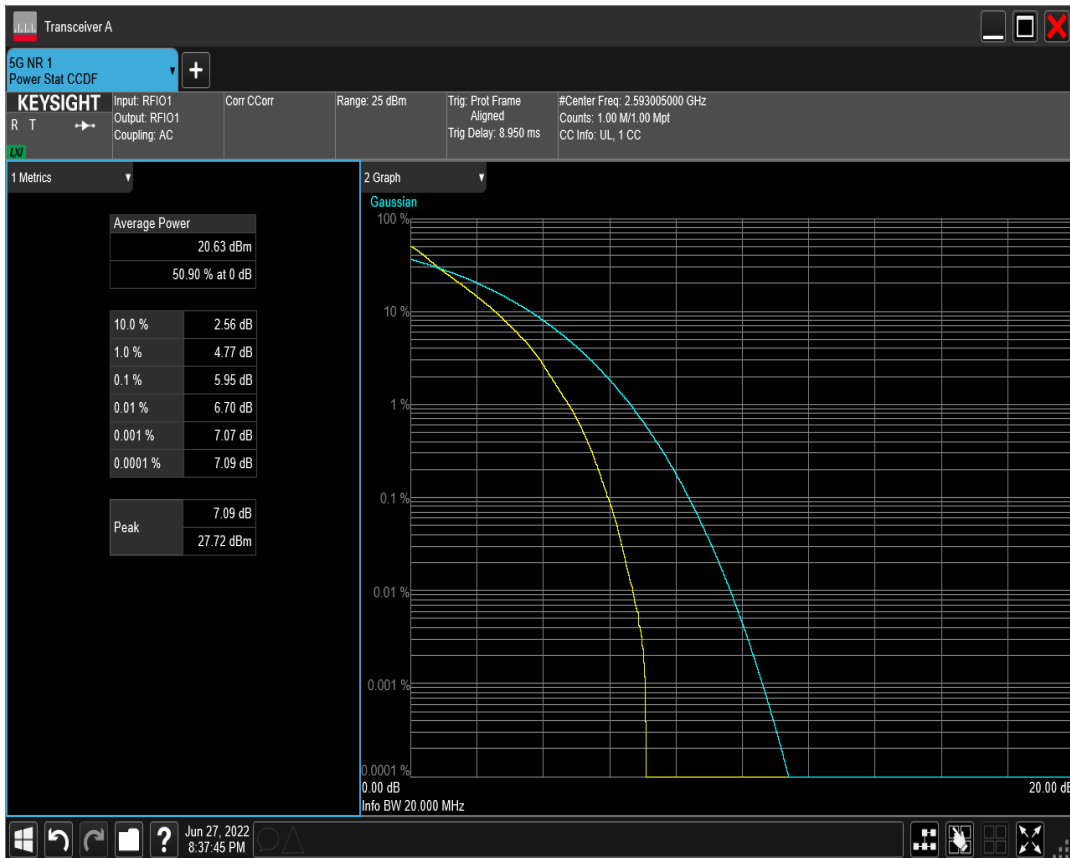 Transceiver A
5G NR 1
Power Stat CCDF
KEYSIGHT
R T
LXI
Input: RFIO1
Output: RFIO1
Coupling: AC
Corr CCorr
Range: 25 dBm
Trig: Prot Frame
Aligned
Trig Delay: 8.950 ms
#Center Freq: 2.593005000 GHz
Counts: 1.00 M/1.00 Mpt
CC Info: UL, 1 CC
1 Metrics
Average Power
20.63 dBm
50.90 % at 0 dB
10.0 % 2.56 dB
1.0 % 4.77 dB
0.1 % 5.95 dB
0.01 % 6.70 dB
0.001 % 7.07 dB
0.0001 % 7.09 dB
Peak 7.09 dB
27.72 dBm
2 Graph
Gaussian
100 %
10 %
1 %
0.1 %
0.01 %
0.001 %
0.0001 %
0.00 dB 20.00 dB
Info BW 20.000 MHz
? Jun 27, 2022
8:37:45 PM